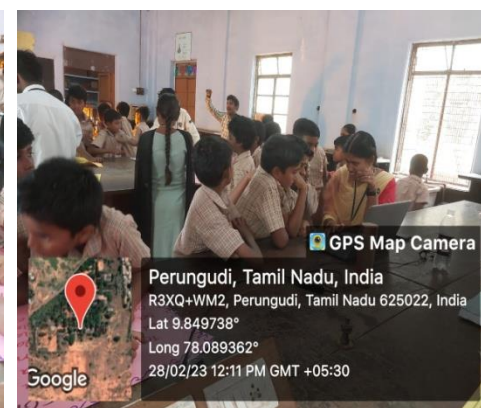 GPS Map Camera
Perungudi, Tamil Nadu, India
R3XQ+WM2, Perungudi, Tamil Nadu 625022, India
Lat 9.849738°
Long 78.089362°
28/02/23 12:11 PM GMT +05:30
Google